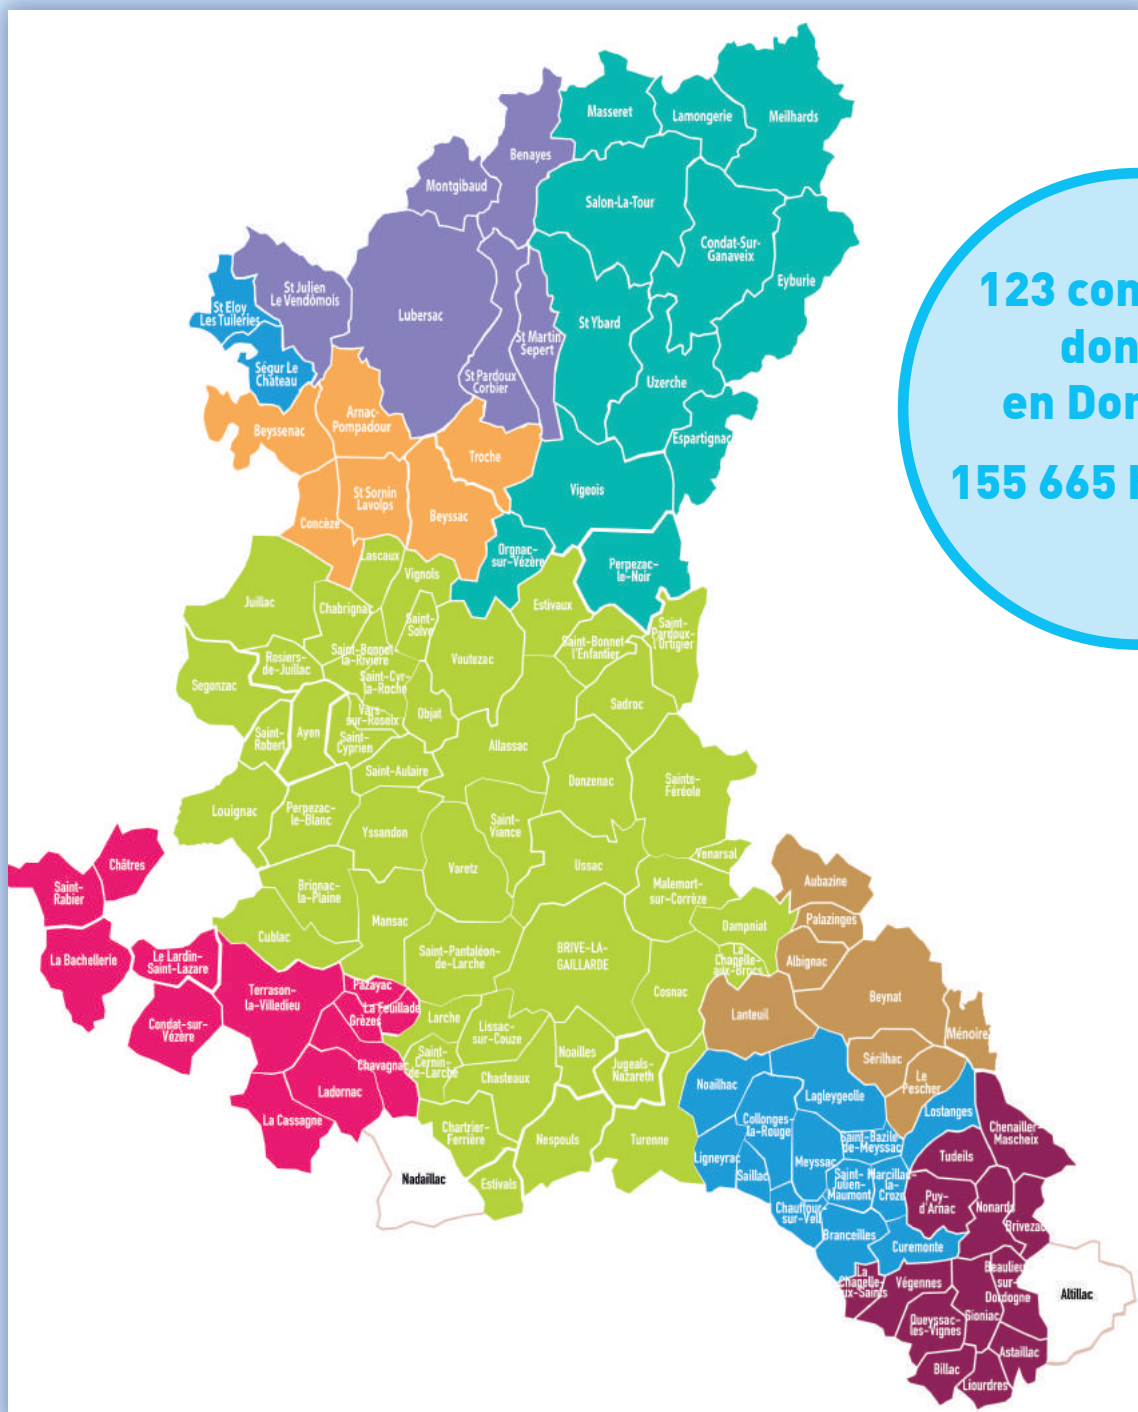 Masseret
Lamongerie
Meilhards
Benayes
Montgibaud
Salon-La-Tour
Condat-Sur-
Ganaveix
Eyburie
St Julien
Le Vendômois
St Eloy
Les Tuileries
Lubersac
St Ybard
St Martin
Sepert
Ségur Le
Château
St Pardoux
Corbier
Uzerche
Arnac-
Pompadour
Beyssenac
Troche
Espartignac
Vigeois
St Sornin
Lavolps
Beyssac
Concèze
123 con
don
en Dor
155 665
Lascaux
Vignols
Orgnac-
sur-Vézère
Perpezac-
le-Noir
Juillac
Chabrignac
Saint-
Solve
Estivaux
Saint-
Pardoux-
l'Ortigier
Saint-Bonnet-
l'Enfantier
Saint-Bonnet-
la-Rivière
Rosiers-
de-Juillac
Voutezac
Segonzac
Saint-Cyr-
la-Roche
Sadroc
Vars-
sur-Roseix
Objat
Saint-
Robert
Ayen
Saint-
Cyprien
Allassac
Saint-Aulaire
Donzenac
Sainte-
Féréole
Louignac
Perpezac-
le-Blanc
Yssandon
Saint-
Viance
Venarsal
Varetz
Ussac
Châtres
Saint-
Rabier
Brignac-
la-Plaine
Malemort-
sur-Corrèze
Aubazine
Palazinges
Mansac
Dampniat
Cublac
Saint-Pantaléon-
de-Larche
BRIVE-LA-
GAILLARDE
La
Chapelle-
aux-Brocs
Albignac
La Bachellerie
Le Lardin-
Saint-Lazare
Terrason-
la-Villedieu
Pazayac
Cosnac
Beynat
La Feuillade
Grèzes
Larche
Lissac-
sur-Couze
Lanteuil
Condat-sur-
Vézère
Ménoire
Noailles
Saint-
Cernin-
de-Larche
Jugeals-
Nazareth
Sérilhac
Chavagnac
Chasteaux
Le
Pescher
Ladornac
Noailhac
Lagleygeolle
Lostanges
La Cassagne
Chartrier-
Ferrière
Nespouls
Turenne
Collonges-
la-Rouge
Saint-Bazile-
de-Meyssac
Chenailler-
Mascheix
Ligneyrac
Meyssac
Tudeils
Nadaillac
Estivals
Saillac
Saint-
Julien-
Maumont
Marcillac-
la-
Croze
Puy-
d'Arnac
Nonards
Chauffour-
sur-Vell
Brivezac
Branceilles
Curemonte
La
Chapelle-
aux-Saints
Végennes
Beaulieu-
sur-
Dordogne
Altillac
Queyssac-
les-Vignes
Sioniac
Astaillac
Billac
Liourdres